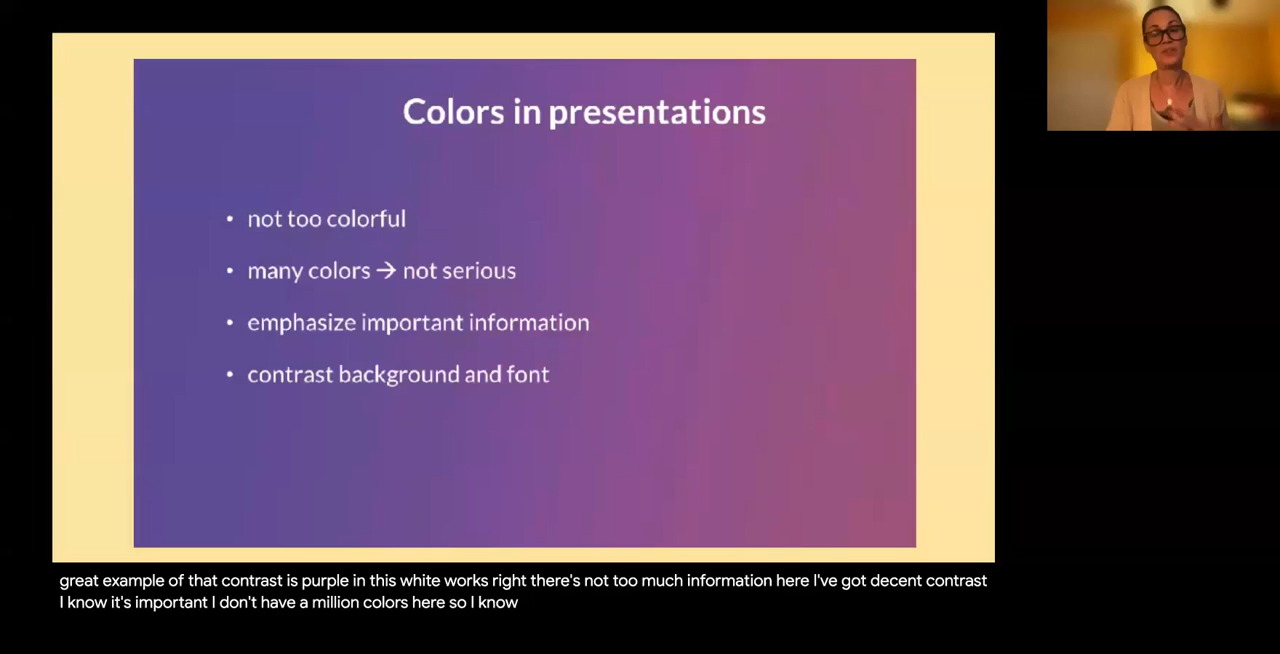 Colors in presentations
• not too colorful
• many colors → not serious
• emphasize important information
• contrast background and font
great example of that contrast is purple in this white works right there's not too much information here I've got decent contrast
I know it's important I don't have a million colors here so I know